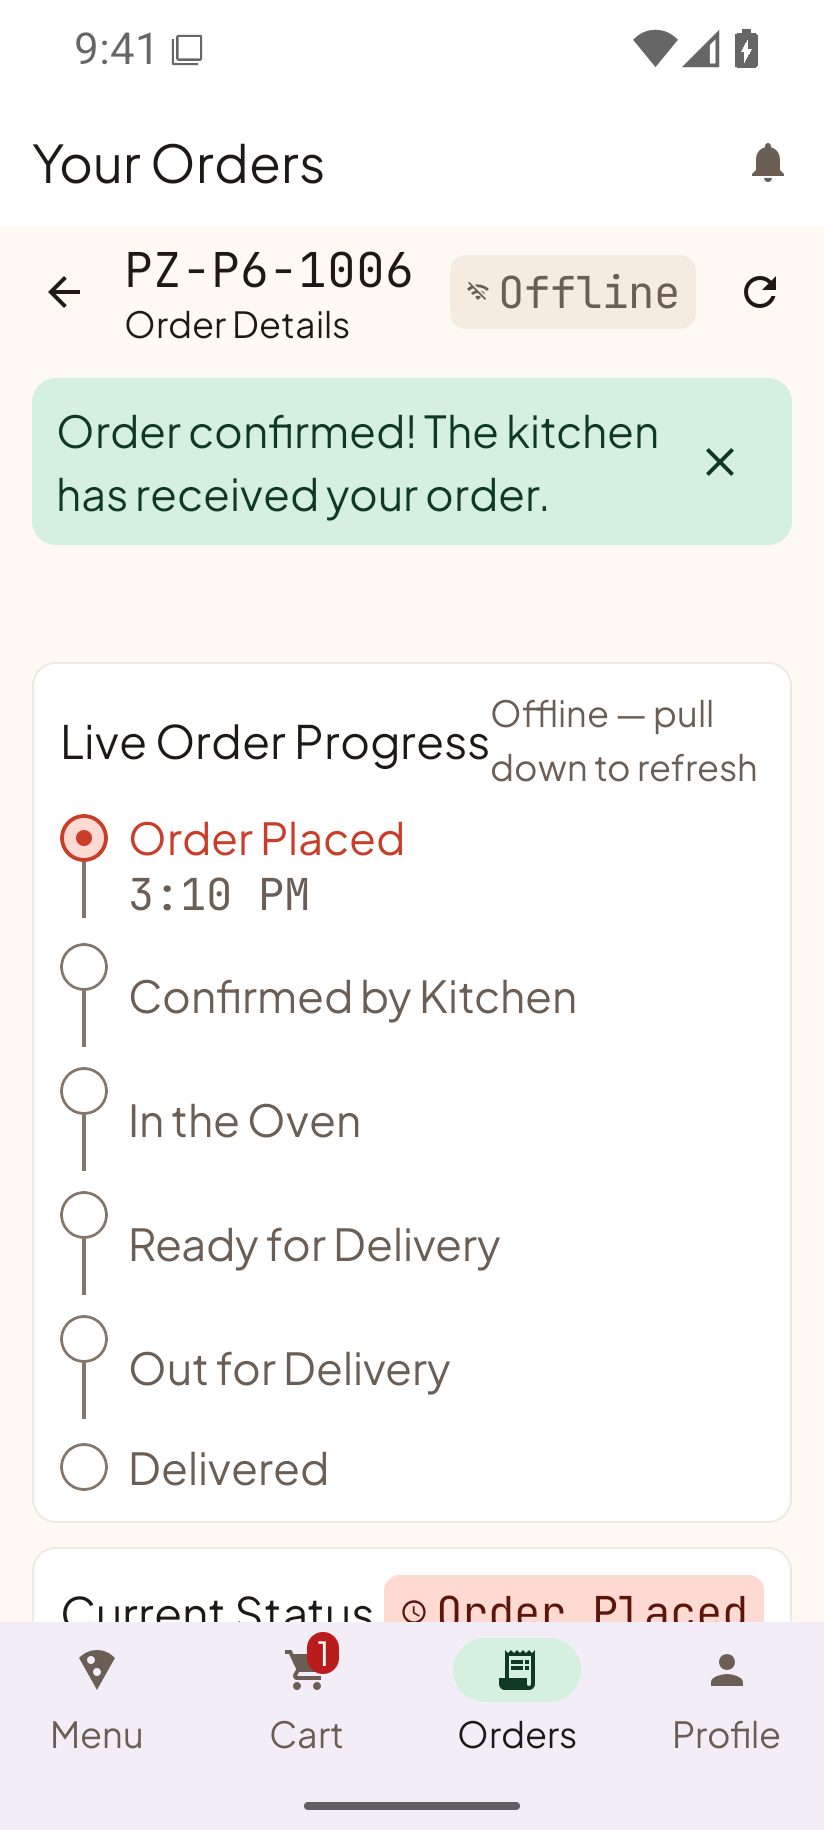 9:41
Your Orders
PZ-P6-1006
Order Details
Offline
Order confirmed! The kitchen
has received your order.
Live Order Progress
Offline — pull
down to refresh
Order Placed
3:10 PM
Confirmed by Kitchen
In the Oven
Ready for Delivery
Out for Delivery
Delivered
Current Status
Order Placed
1
Menu
Cart
Orders
Profile